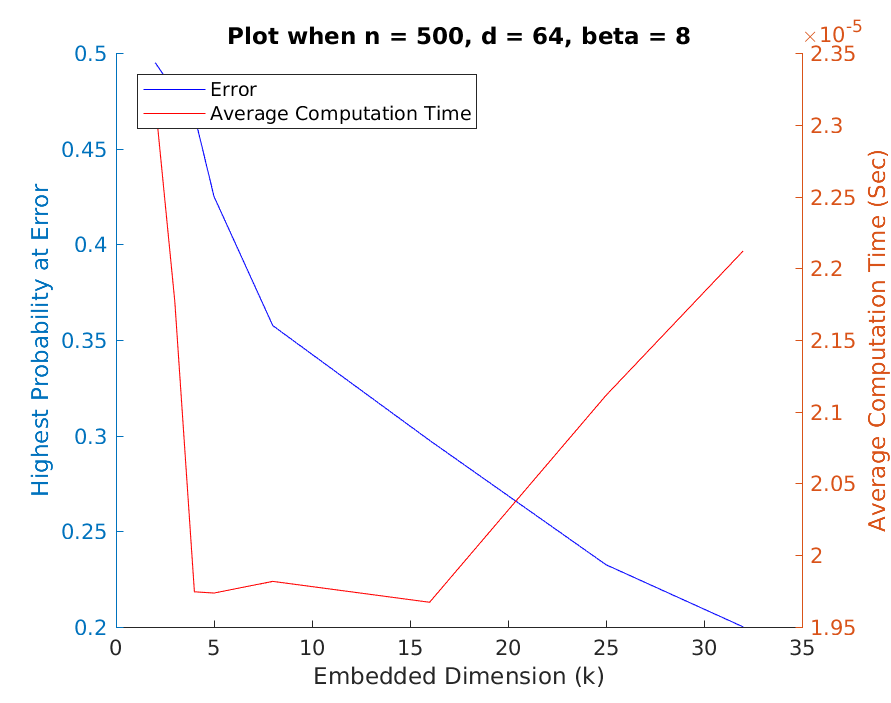 Plot when n = 500, d = 64, beta = 8
×10⁻⁵
Error
Average Computation Time
0.5
0.45
0.4
0.35
0.3
0.25
0.2
Highest Probability at Error
2.35
2.3
2.25
2.2
2.15
2.1
2.05
2
1.95
Average Computation Time (Sec)
0 5 10 15 20 25 30 35
Embedded Dimension (k)